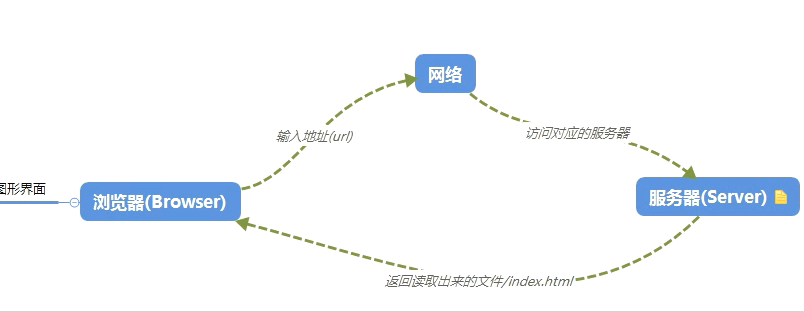 网络
输入地址(url)
访问对应的服务器
图形界面
浏览器(Browser)
服务器(Server)
返回读取出来的文件/index.html